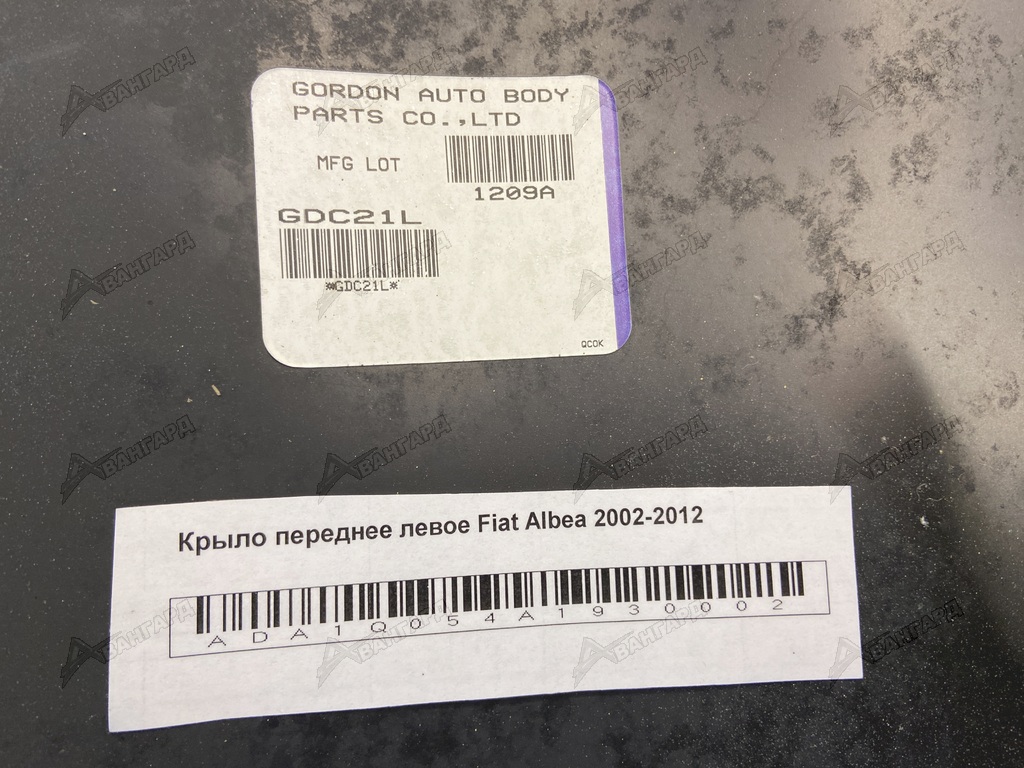 GORDON AUTO BODY
PARTS CO.,LTD
MFG LOT
1209A
GDC21L
*GDC21L*
QCOK
Крыло переднее левое Fiat Albea 2002-2012
ADA1Q054A1930002
АВАНГАРД